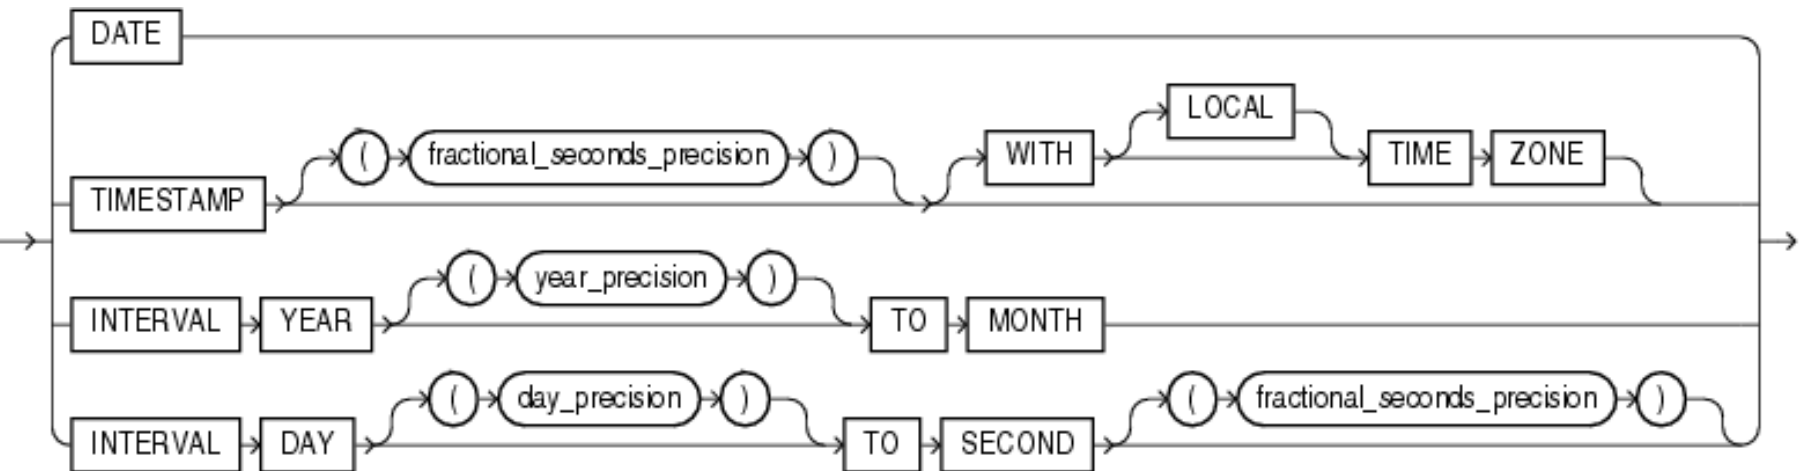 DATE
LOCAL
( fractional_seconds_precision ) WITH TIME ZONE
TIMESTAMP
( year_precision )
INTERVAL YEAR TO MONTH
( day_precision ) ( fractional_seconds_precision )
INTERVAL DAY TO SECOND